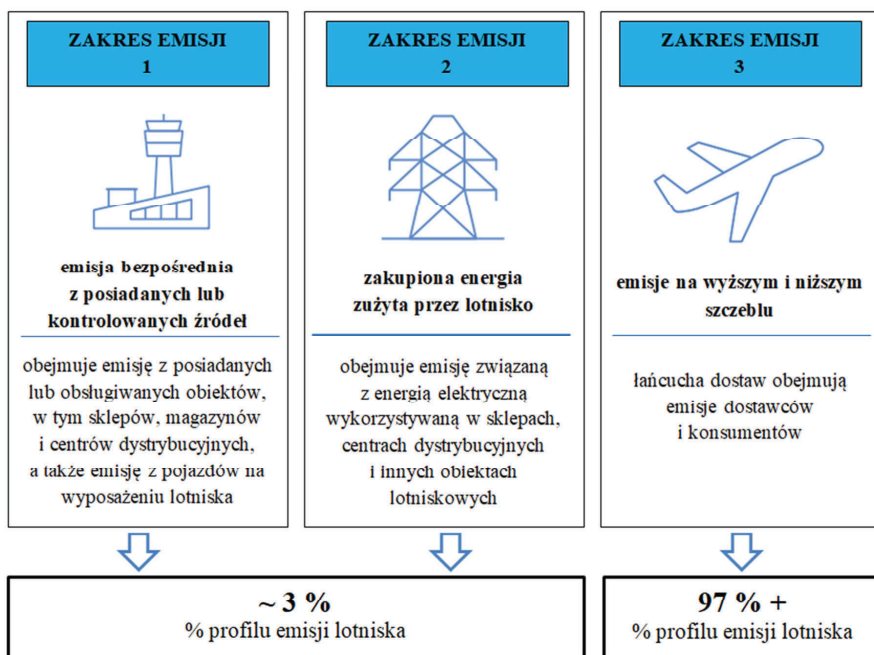 ZAKRES EMISJI
1
emisja bezpośrednia
z posiadanych lub
kontrolowanych źródeł
obejmuje emisję z posiadanych
lub obsługiwanych obiektów,
w tym sklepów, magazynów
i centrów dystrybucyjnych,
a także emisję z pojazdów na
wyposażeniu lotniska
ZAKRES EMISJI
2
zakupiona energia
zużyta przez lotnisko
obejmuje emisję związaną
z energią elektryczną
wykorzystywaną w sklepach,
centrach dystrybucyjnych
i innych obiektach
lotniskowych
ZAKRES EMISJI
3
emisje na wyższym i niższym
szczeblu
łańcucha dostaw obejmują
emisje dostawców
i konsumentów
~ 3 %
% profilu emisji lotniska
97 % +
% profilu emisji lotniska